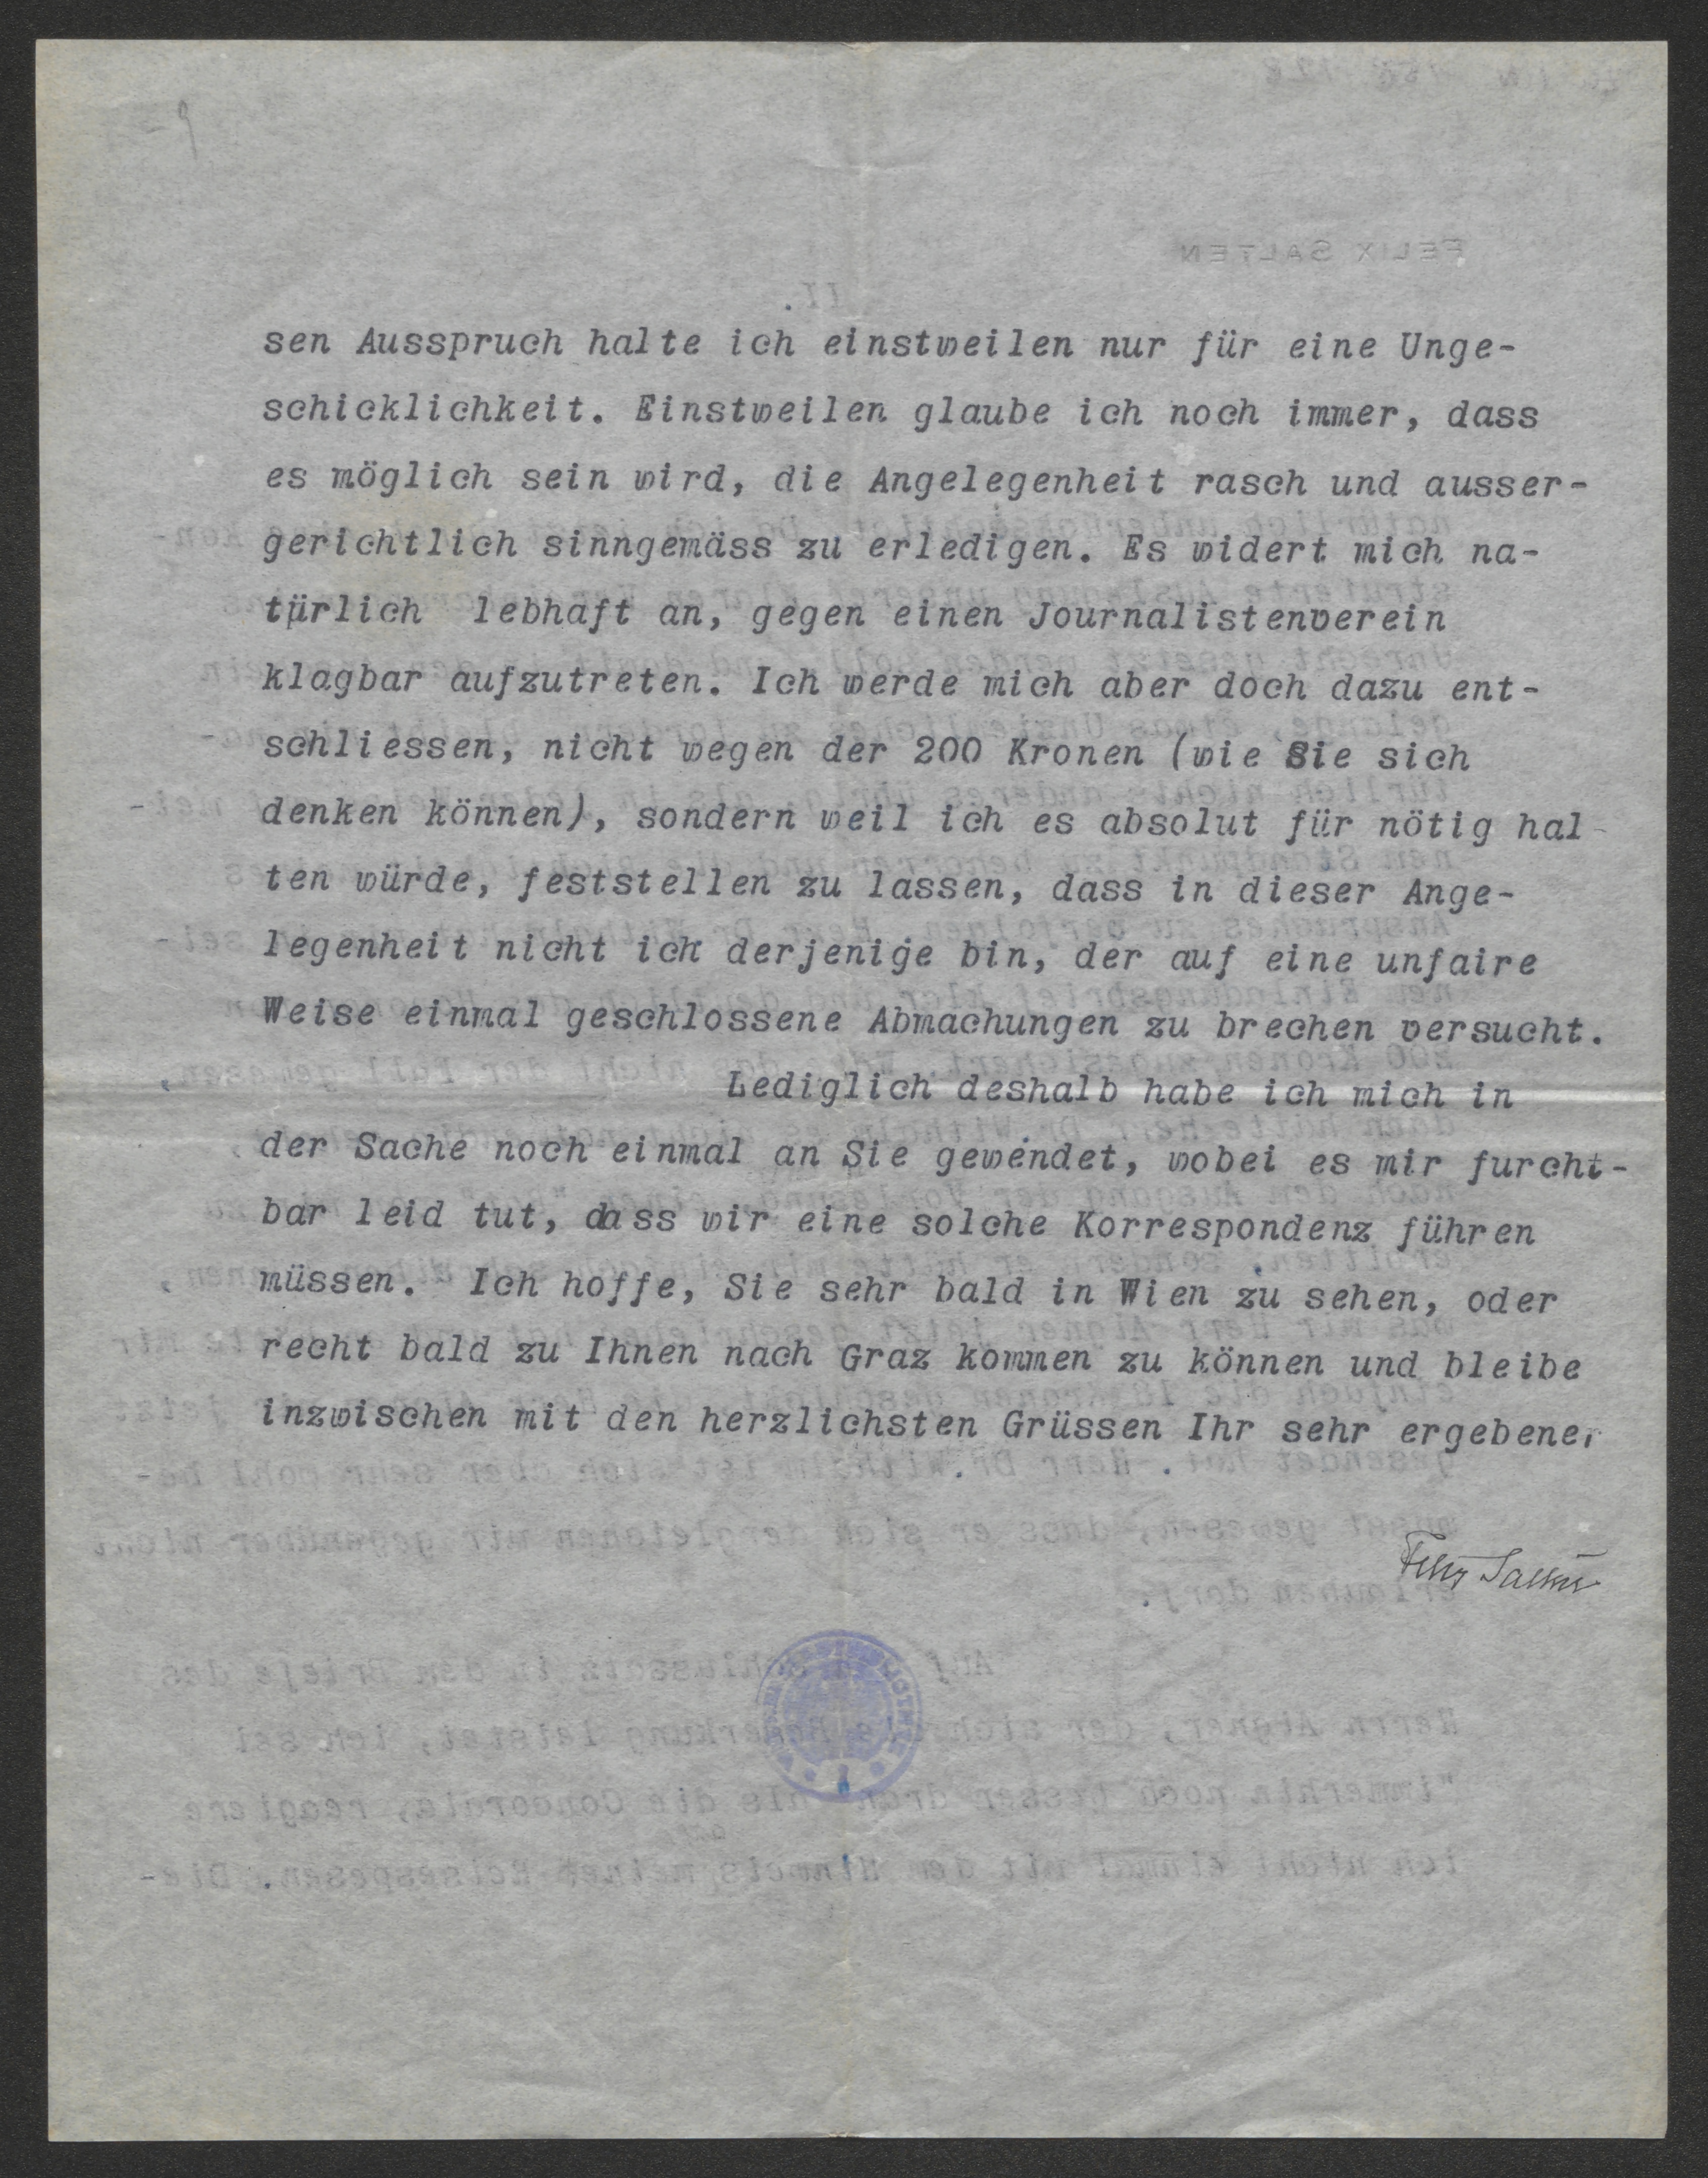 sen Ausspruch halte ich einstweilen nur für eine Unge-
schicklichkeit. Einstweilen glaube ich noch immer, dass
es möglich sein wird, die Angelegenheit rasch und ausser-
gerichtlich sinngemäss zu erledigen. Es widert mich na-
türlich lebhaft an, gegen einen Journalistenverein
klagbar aufzutreten. Ich werde mich aber doch dazu ent-
schliessen, nicht wegen der 200 Kronen (wie Sie sich
denken können), sondern weil ich es absolut für nötig hal-
ten würde, feststellen zu lassen, dass in dieser Ange-
legenheit nicht ich derjenige bin, der auf eine unfaire
Weise einmal geschlossene Abmachungen zu brechen versucht.
Lediglich deshalb habe ich mich in
der Sache noch einmal an Sie gewendet, wobei es mir furcht-
bar leid tut, dass wir eine solche Korrespondenz führen
müssen. Ich hoffe, Sie sehr bald in Wien zu sehen, oder
recht bald zu Ihnen nach Graz kommen zu können und bleibe
inzwischen mit den herzlichsten Grüssen Ihr sehr ergebener
Felix Salten